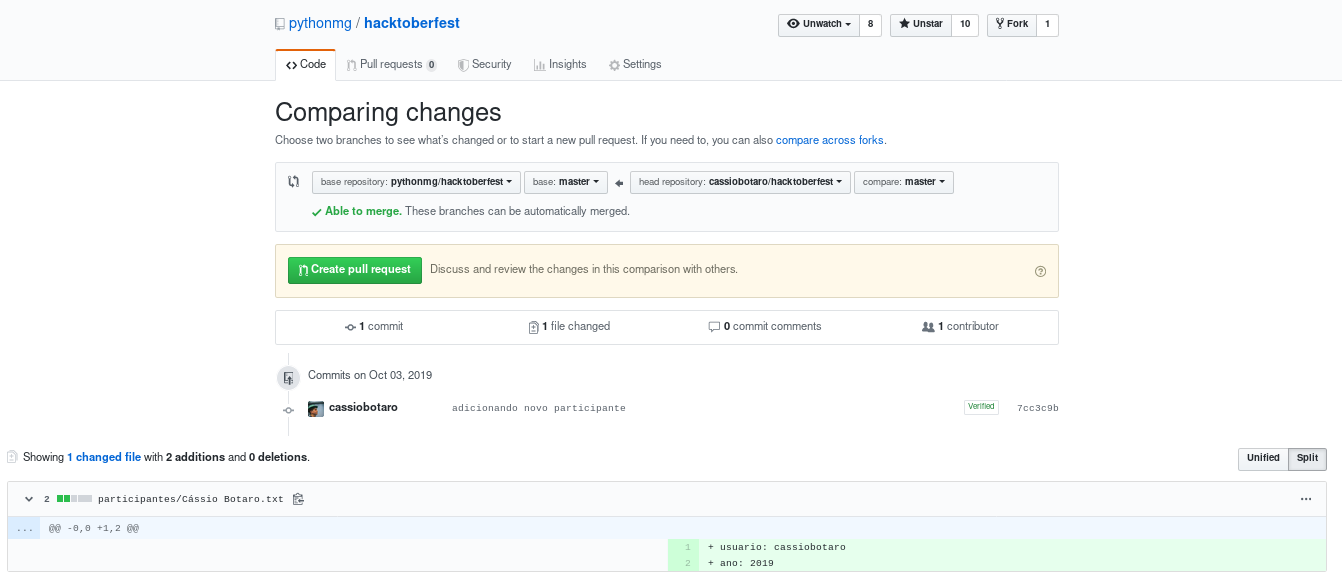 pythonmg / hacktoberfest
Unwatch 8 Unstar 10 Fork 1
Code Pull requests 0 Security Insights Settings
Comparing changes
Choose two branches to see what's changed or to start a new pull request. If you need to, you can also compare across forks.
base repository: pythonmg/hacktoberfest base: master head repository: cassiobotaro/hacktoberfest compare: master
Able to merge. These branches can be automatically merged.
Create pull request Discuss and review the changes in this comparison with others.
1 commit 1 file changed 0 commit comments 1 contributor
Commits on Oct 03, 2019
cassiobotaro adicionando novo participante Verified 7cc3c9b
Showing 1 changed file with 2 additions and 0 deletions. Unified Split
2 participantes/Cássio Botaro.txt ...
... @@ -0,0 +1,2 @@
1 + usuario: cassiobotaro
2 + ano: 2019